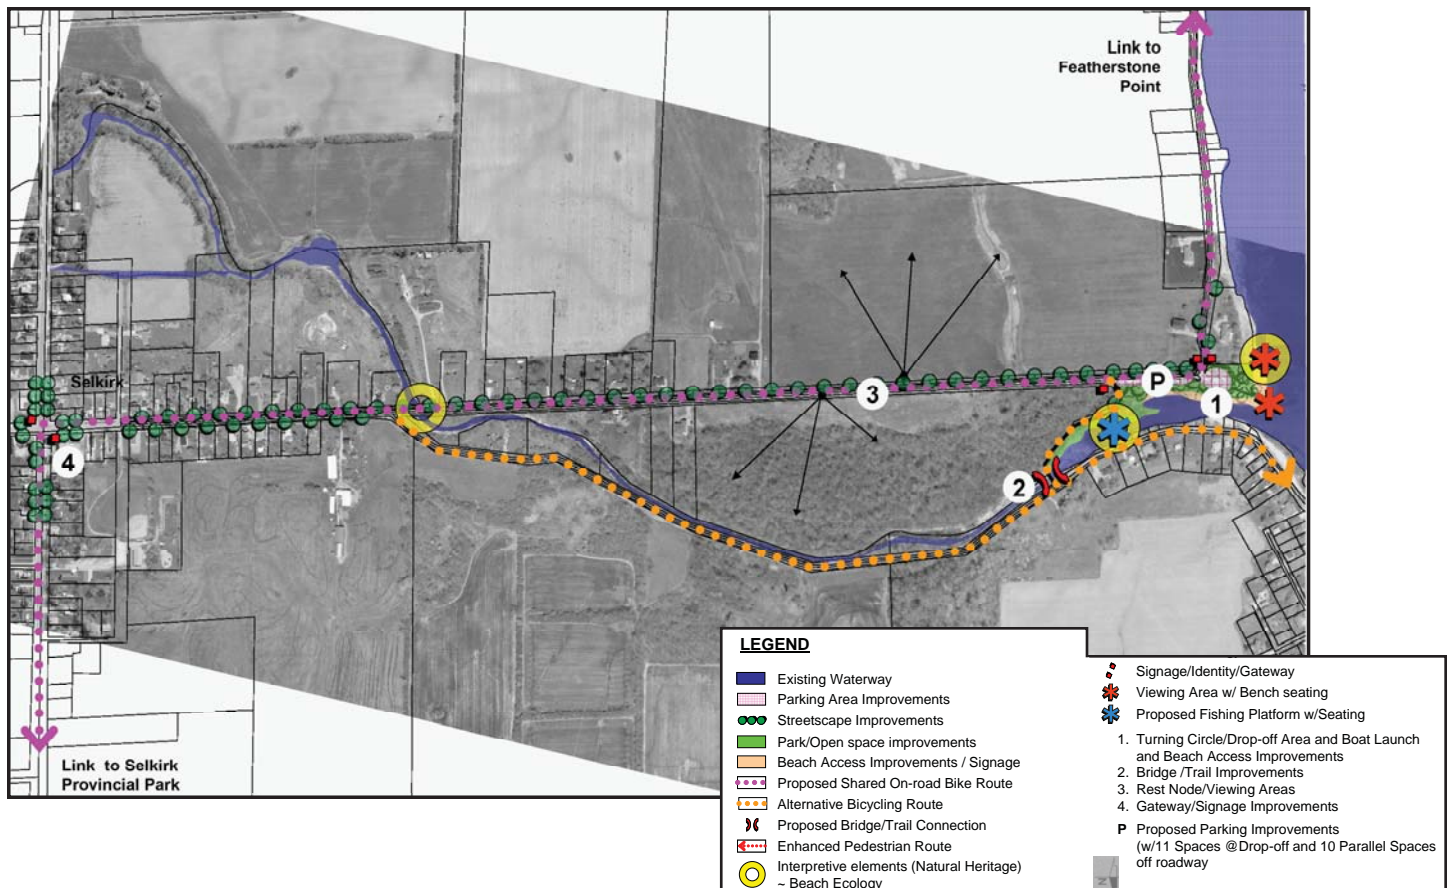 Link to
Featherstone
Point
Selkirk
P
3
1
4
2
Link to Selkirk
Provincial Park
LEGEND
Existing Waterway
Parking Area Improvements
Streetscape Improvements
Park/Open space improvements
Beach Access Improvements / Signage
Proposed Shared On-road Bike Route
Alternative Bicycling Route
Proposed Bridge/Trail Connection
Enhanced Pedestrian Route
Interpretive elements (Natural Heritage)
~ Beach Ecology
Signage/Identity/Gateway
Viewing Area w/ Bench seating
Proposed Fishing Platform w/Seating
1. Turning Circle/Drop-off Area and Boat Launch
and Beach Access Improvements
2. Bridge /Trail Improvements
3. Rest Node/Viewing Areas
4. Gateway/Signage Improvements
P Proposed Parking Improvements
(w/11 Spaces @Drop-off and 10 Parallel Spaces
off roadway